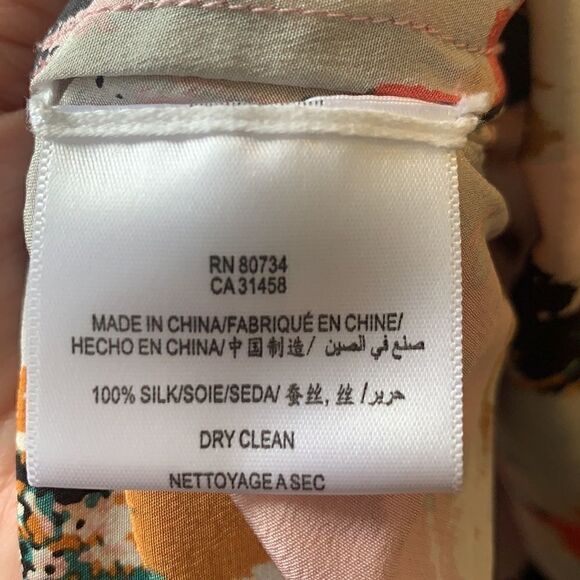 RN 80734
CA 31458
MADE IN CHINA/FABRIQUÉ EN CHINE/
HECHO EN CHINA/中国制造/ صنع في الصين
100% SILK/SOIE/SEDA/ 蚕丝, 丝 / حرير
DRY CLEAN
NETTOYAGE A SEC